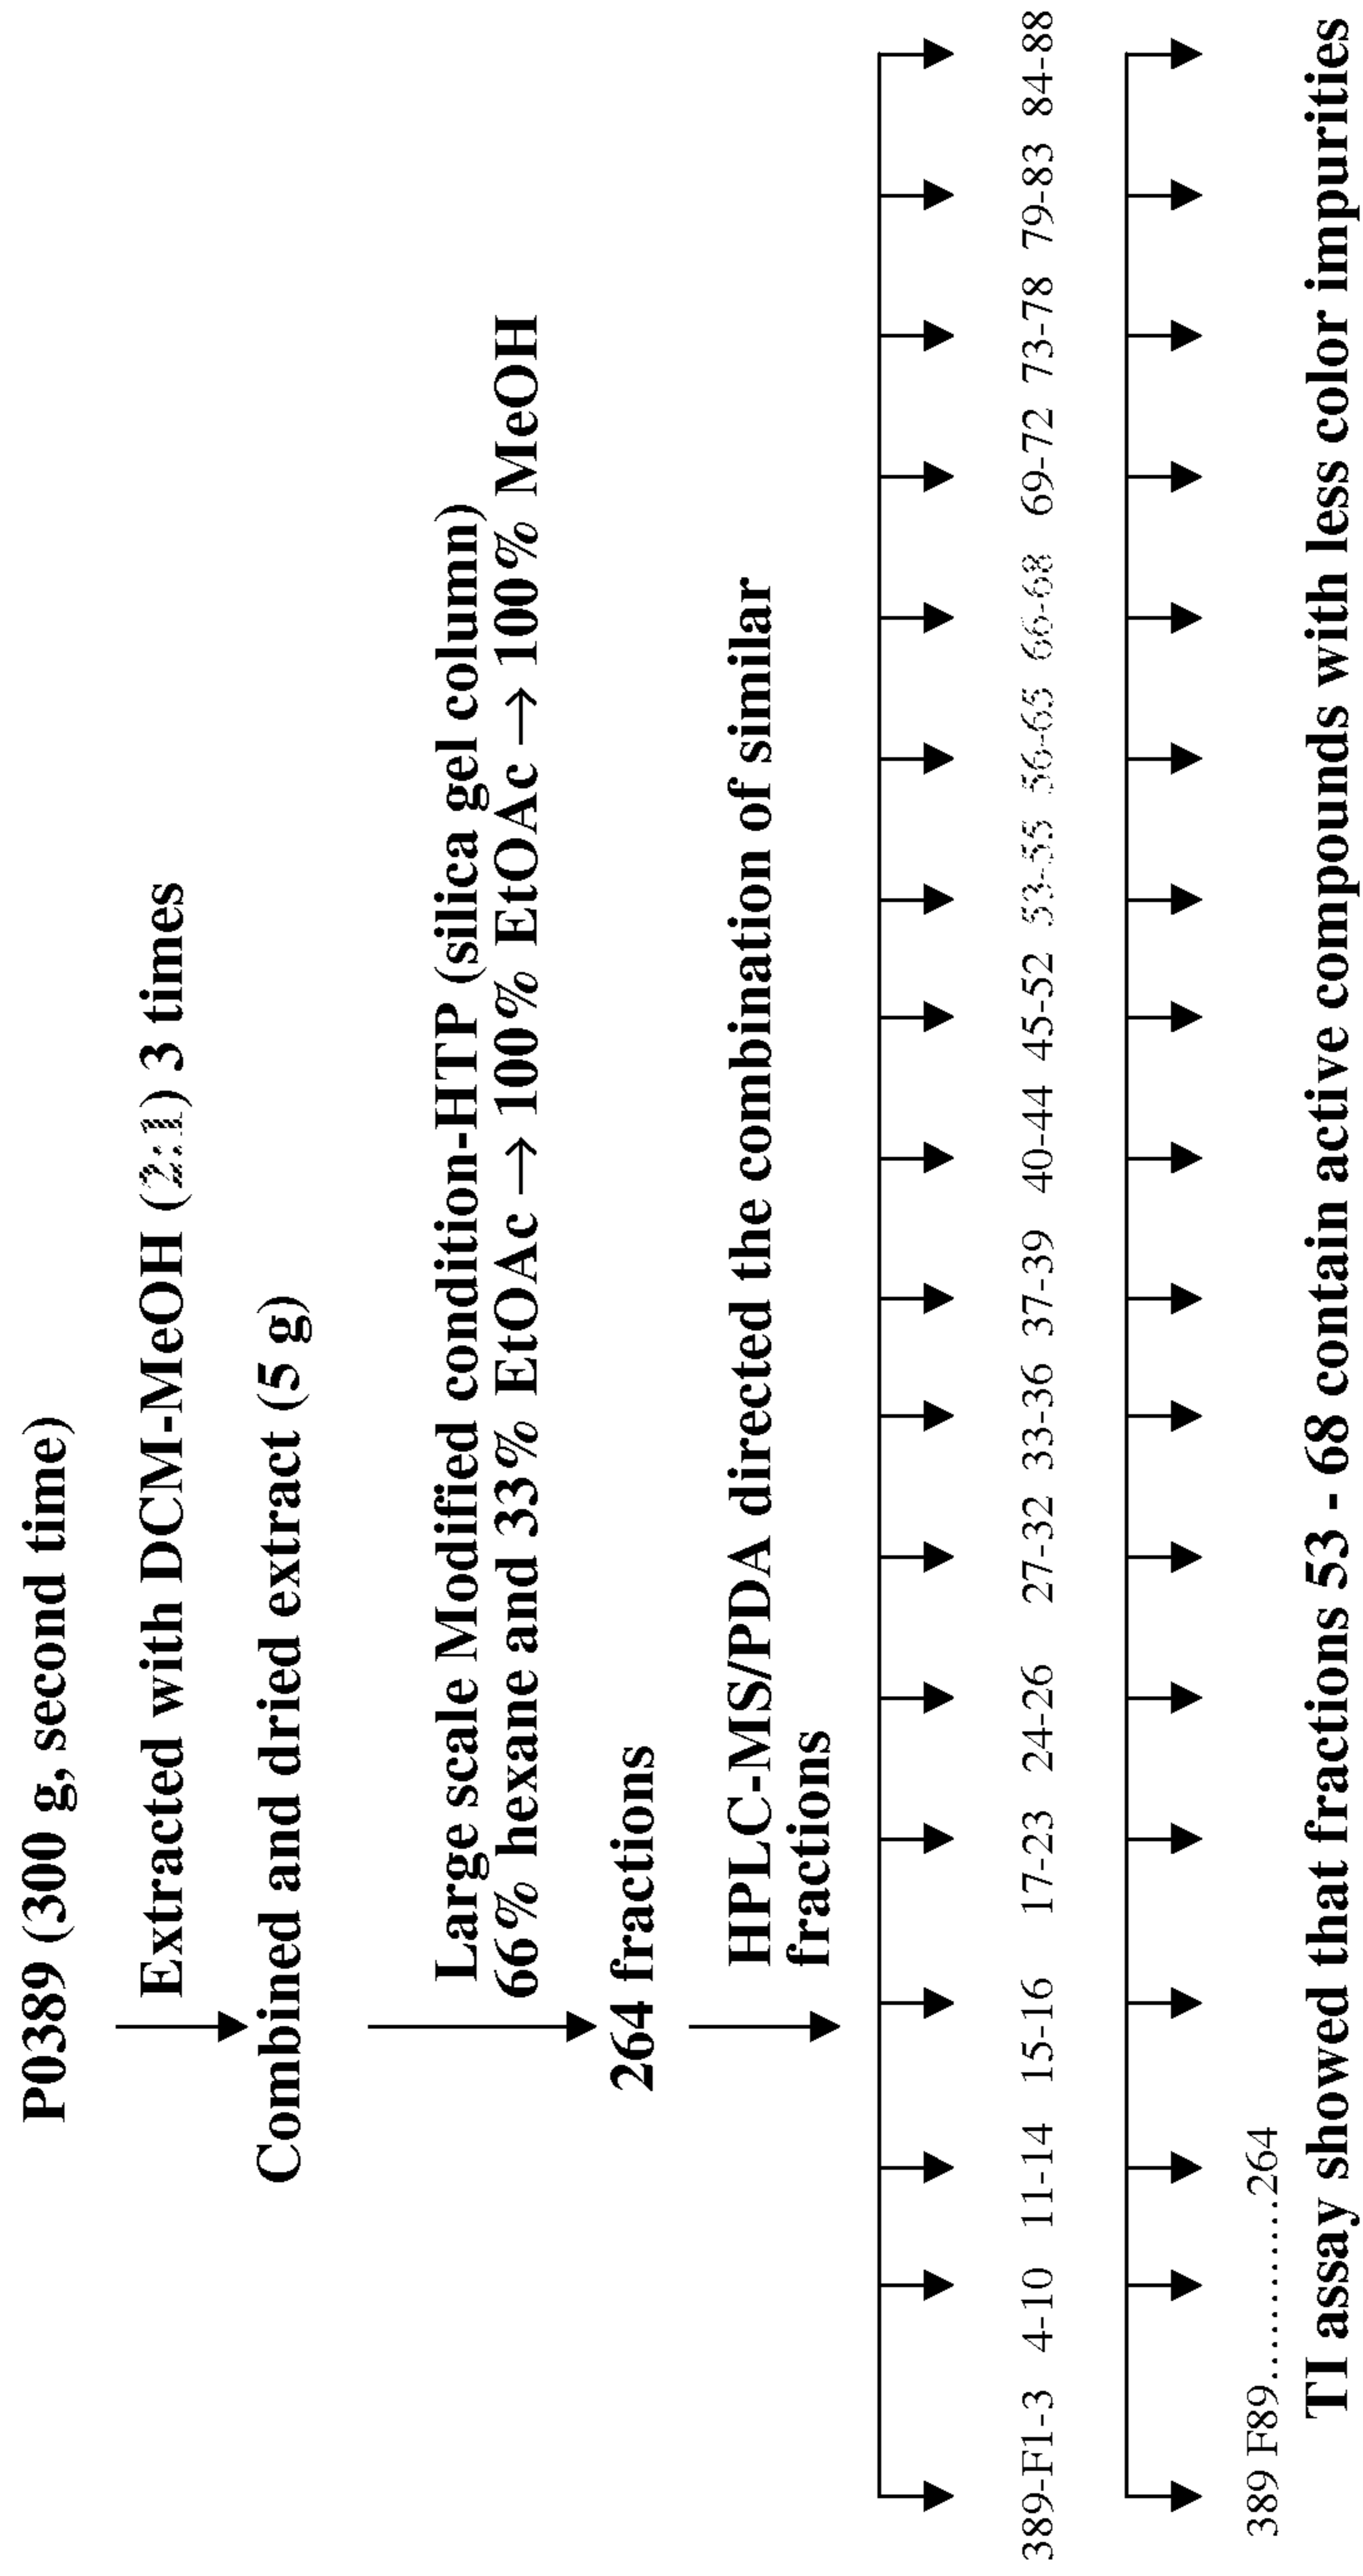 P0389 (300 g, second time)
Extracted with DCM-MeOH (2:1) 3 times
Combined and dried extract (5 g)
Large scale Modified condition-HTP (silica gel column)
66% hexane and 33% EtOAc → 100% EtOAc → 100% MeOH
264 fractions
HPLC-MS/PDA directed the combination of similar
fractions
389-F1-3 4-10 11-14 15-16 17-23 24-26 27-32 33-36 37-39 40-44 45-52 53-55 56-65 66-68 69-72 73-78 79-83 84-88
389 F89.............264
TI assay showed that fractions 53 - 68 contain active compounds with less color impurities